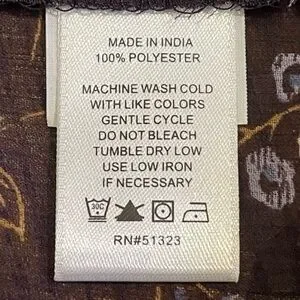 MADE IN INDIA
100% POLYESTER
MACHINE WASH COLD
WITH LIKE COLORS
GENTLE CYCLE
DO NOT BLEACH
TUMBLE DRY LOW
USE LOW IRON
IF NECESSARY
30C
RN#51323